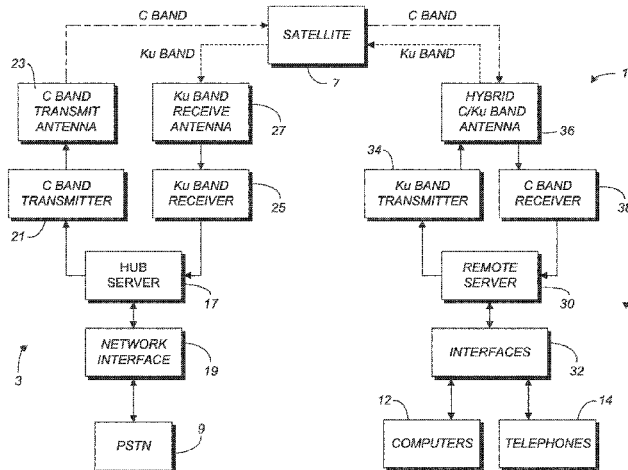 C BAND
C BAND
SATELLITE
Ku BAND
Ku BAND
7
23
C BAND
TRANSMIT
ANTENNA
Ku BAND
RECEIVE
ANTENNA
27
HYBRID
C/Ku BAND
ANTENNA
36
1
34
C BAND
TRANSMITTER
21
Ku BAND
RECEIVER
25
Ku BAND
TRANSMITTER
C BAND
RECEIVER
38
HUB
SERVER
17
REMOTE
SERVER
30
3
NETWORK
INTERFACE
19
INTERFACES
32
PSTN
9
12
COMPUTERS
14
TELEPHONES